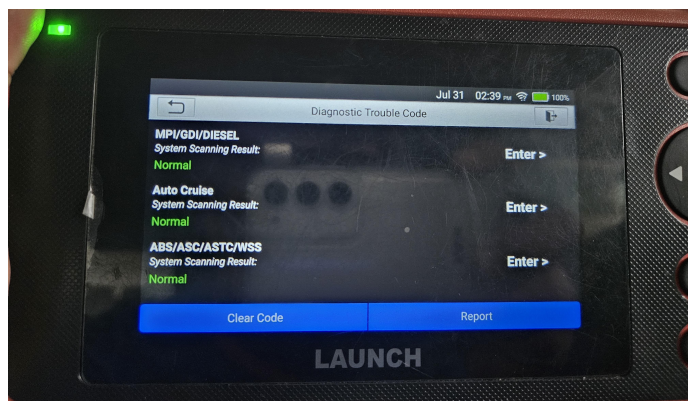 Jul 31 02:39 PM 100%
Diagnostic Trouble Code
MPI/GDI/DIESEL
System Scanning Result:
Normal
Enter >
Auto Cruise
System Scanning Result:
Normal
Enter >
ABS/ASC/ASTC/WSS
System Scanning Result:
Normal
Enter >
Clear Code
Report
LAUNCH